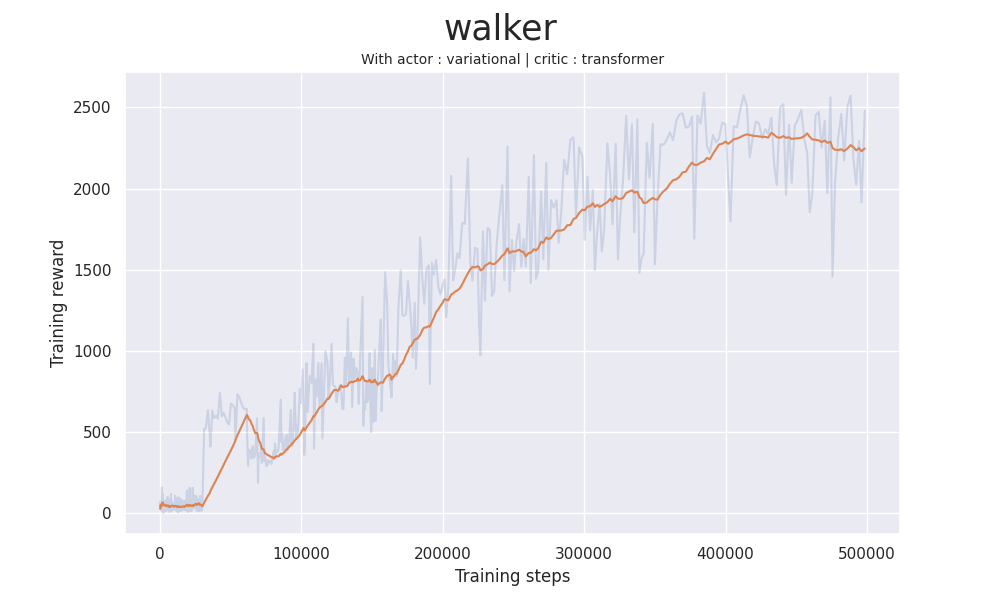 walker
With actor : variational | critic : transformer
2500
2000
1500
1000
500
0
Training reward
0 100000 200000 300000 400000 500000
Training steps